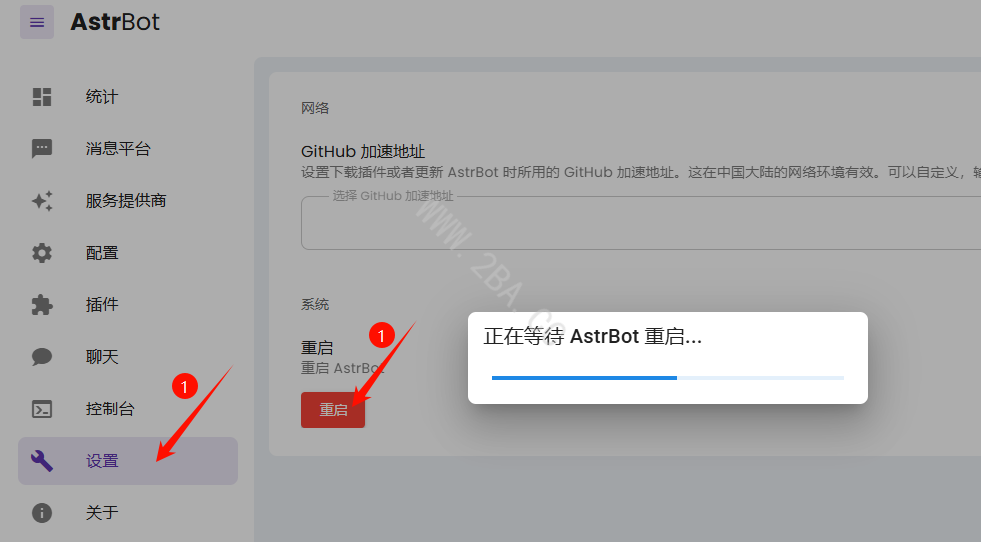 AstrBot
统计
消息平台
服务提供商
配置
插件
聊天
控制台
设置
关于
网络
GitHub 加速地址
设置下载插件或者更新 AstrBot 时所用的 GitHub 加速地址。这在中国大陆的网络环境有效。可以自定义，
选择 GitHub 加速地址
系统
重启
重启 AstrBot
重启
正在等待 AstrBot 重启...
1
1
WWW.2BA.cc